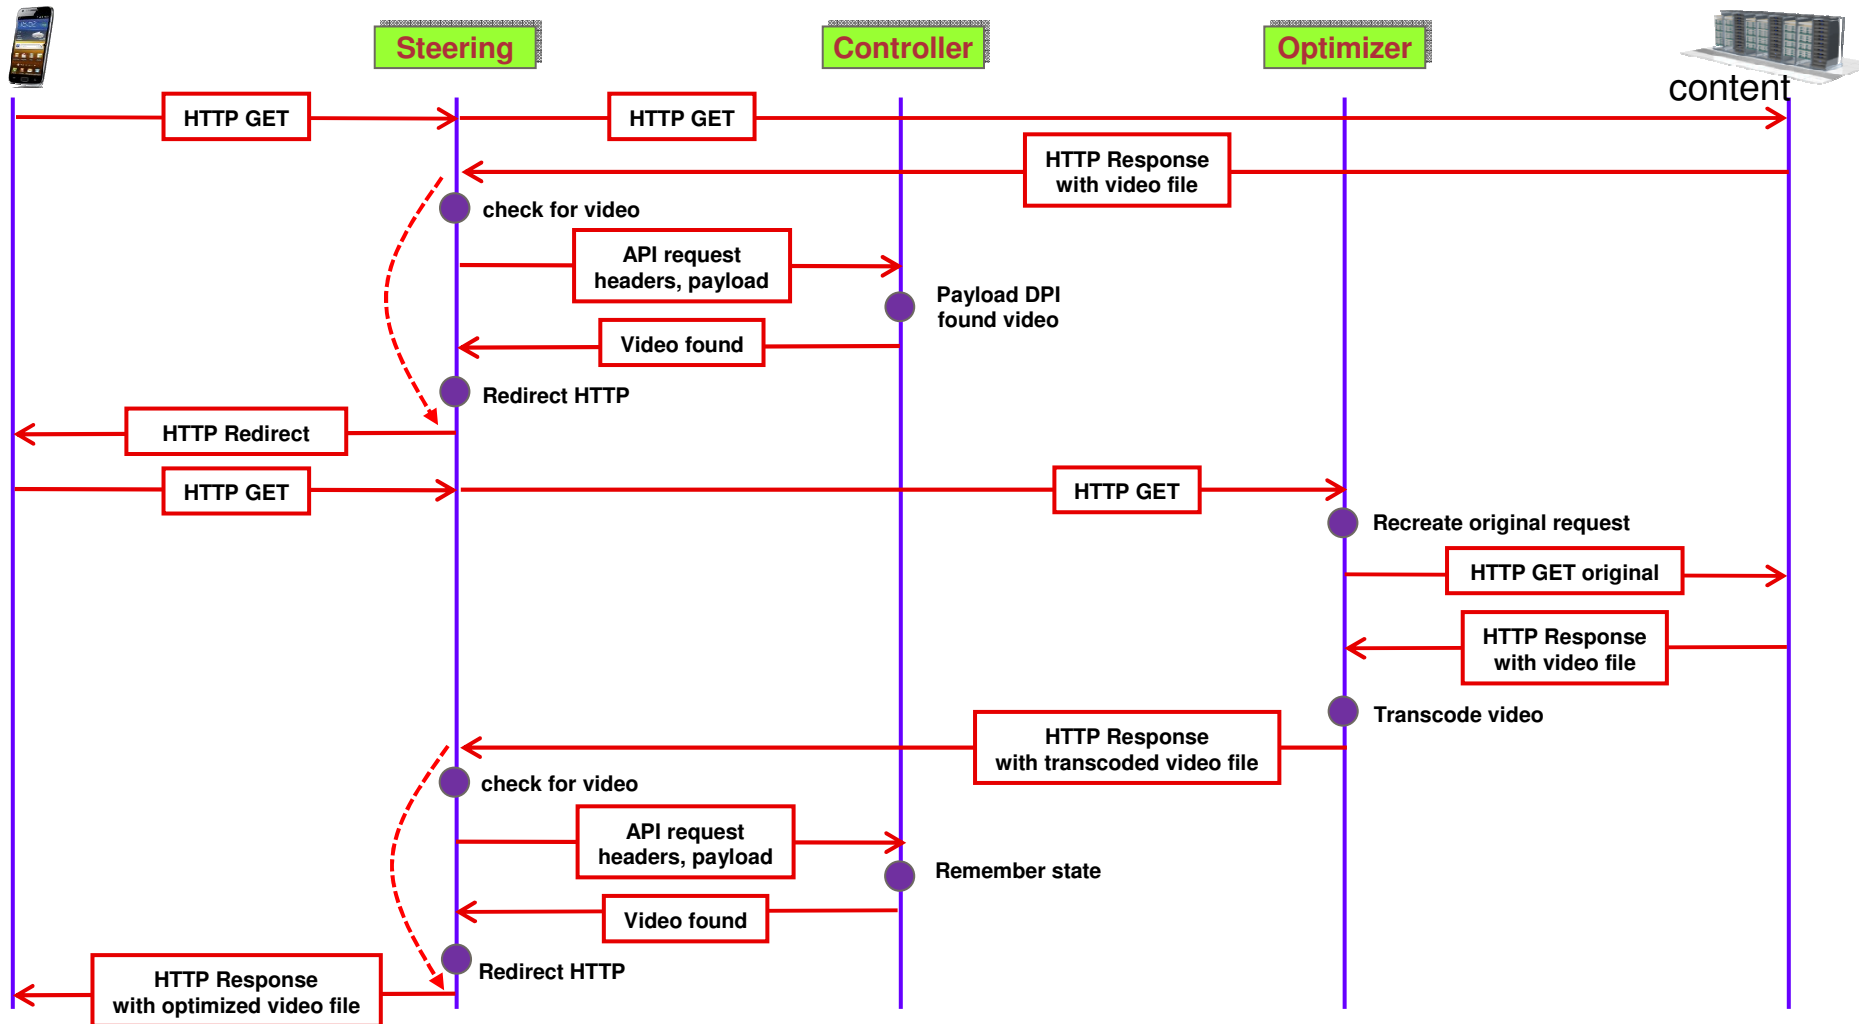 Steering
Controller
Optimizer
content
HTTP GET
HTTP GET
HTTP Response
with video file
check for video
API request
headers, payload
Payload DPI
found video
Video found
Redirect HTTP
HTTP Redirect
HTTP GET
HTTP GET
Recreate original request
HTTP GET original
HTTP Response
with video file
Transcode video
HTTP Response
with transcoded video file
check for video
API request
headers, payload
Remember state
Video found
Redirect HTTP
HTTP Response
with optimized video file